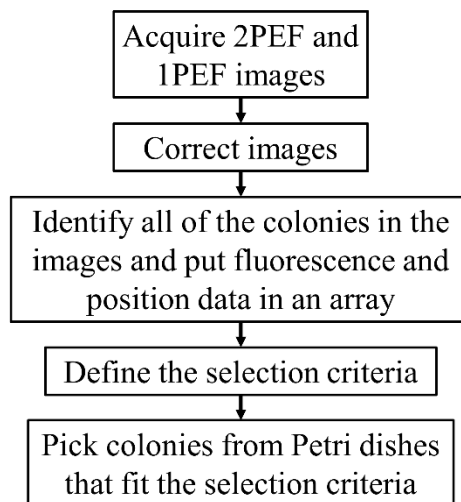 Acquire 2PEF and
1PEF images
Correct images
Identify all of the colonies in the
images and put fluorescence and
position data in an array
Define the selection criteria
Pick colonies from Petri dishes
that fit the selection criteria